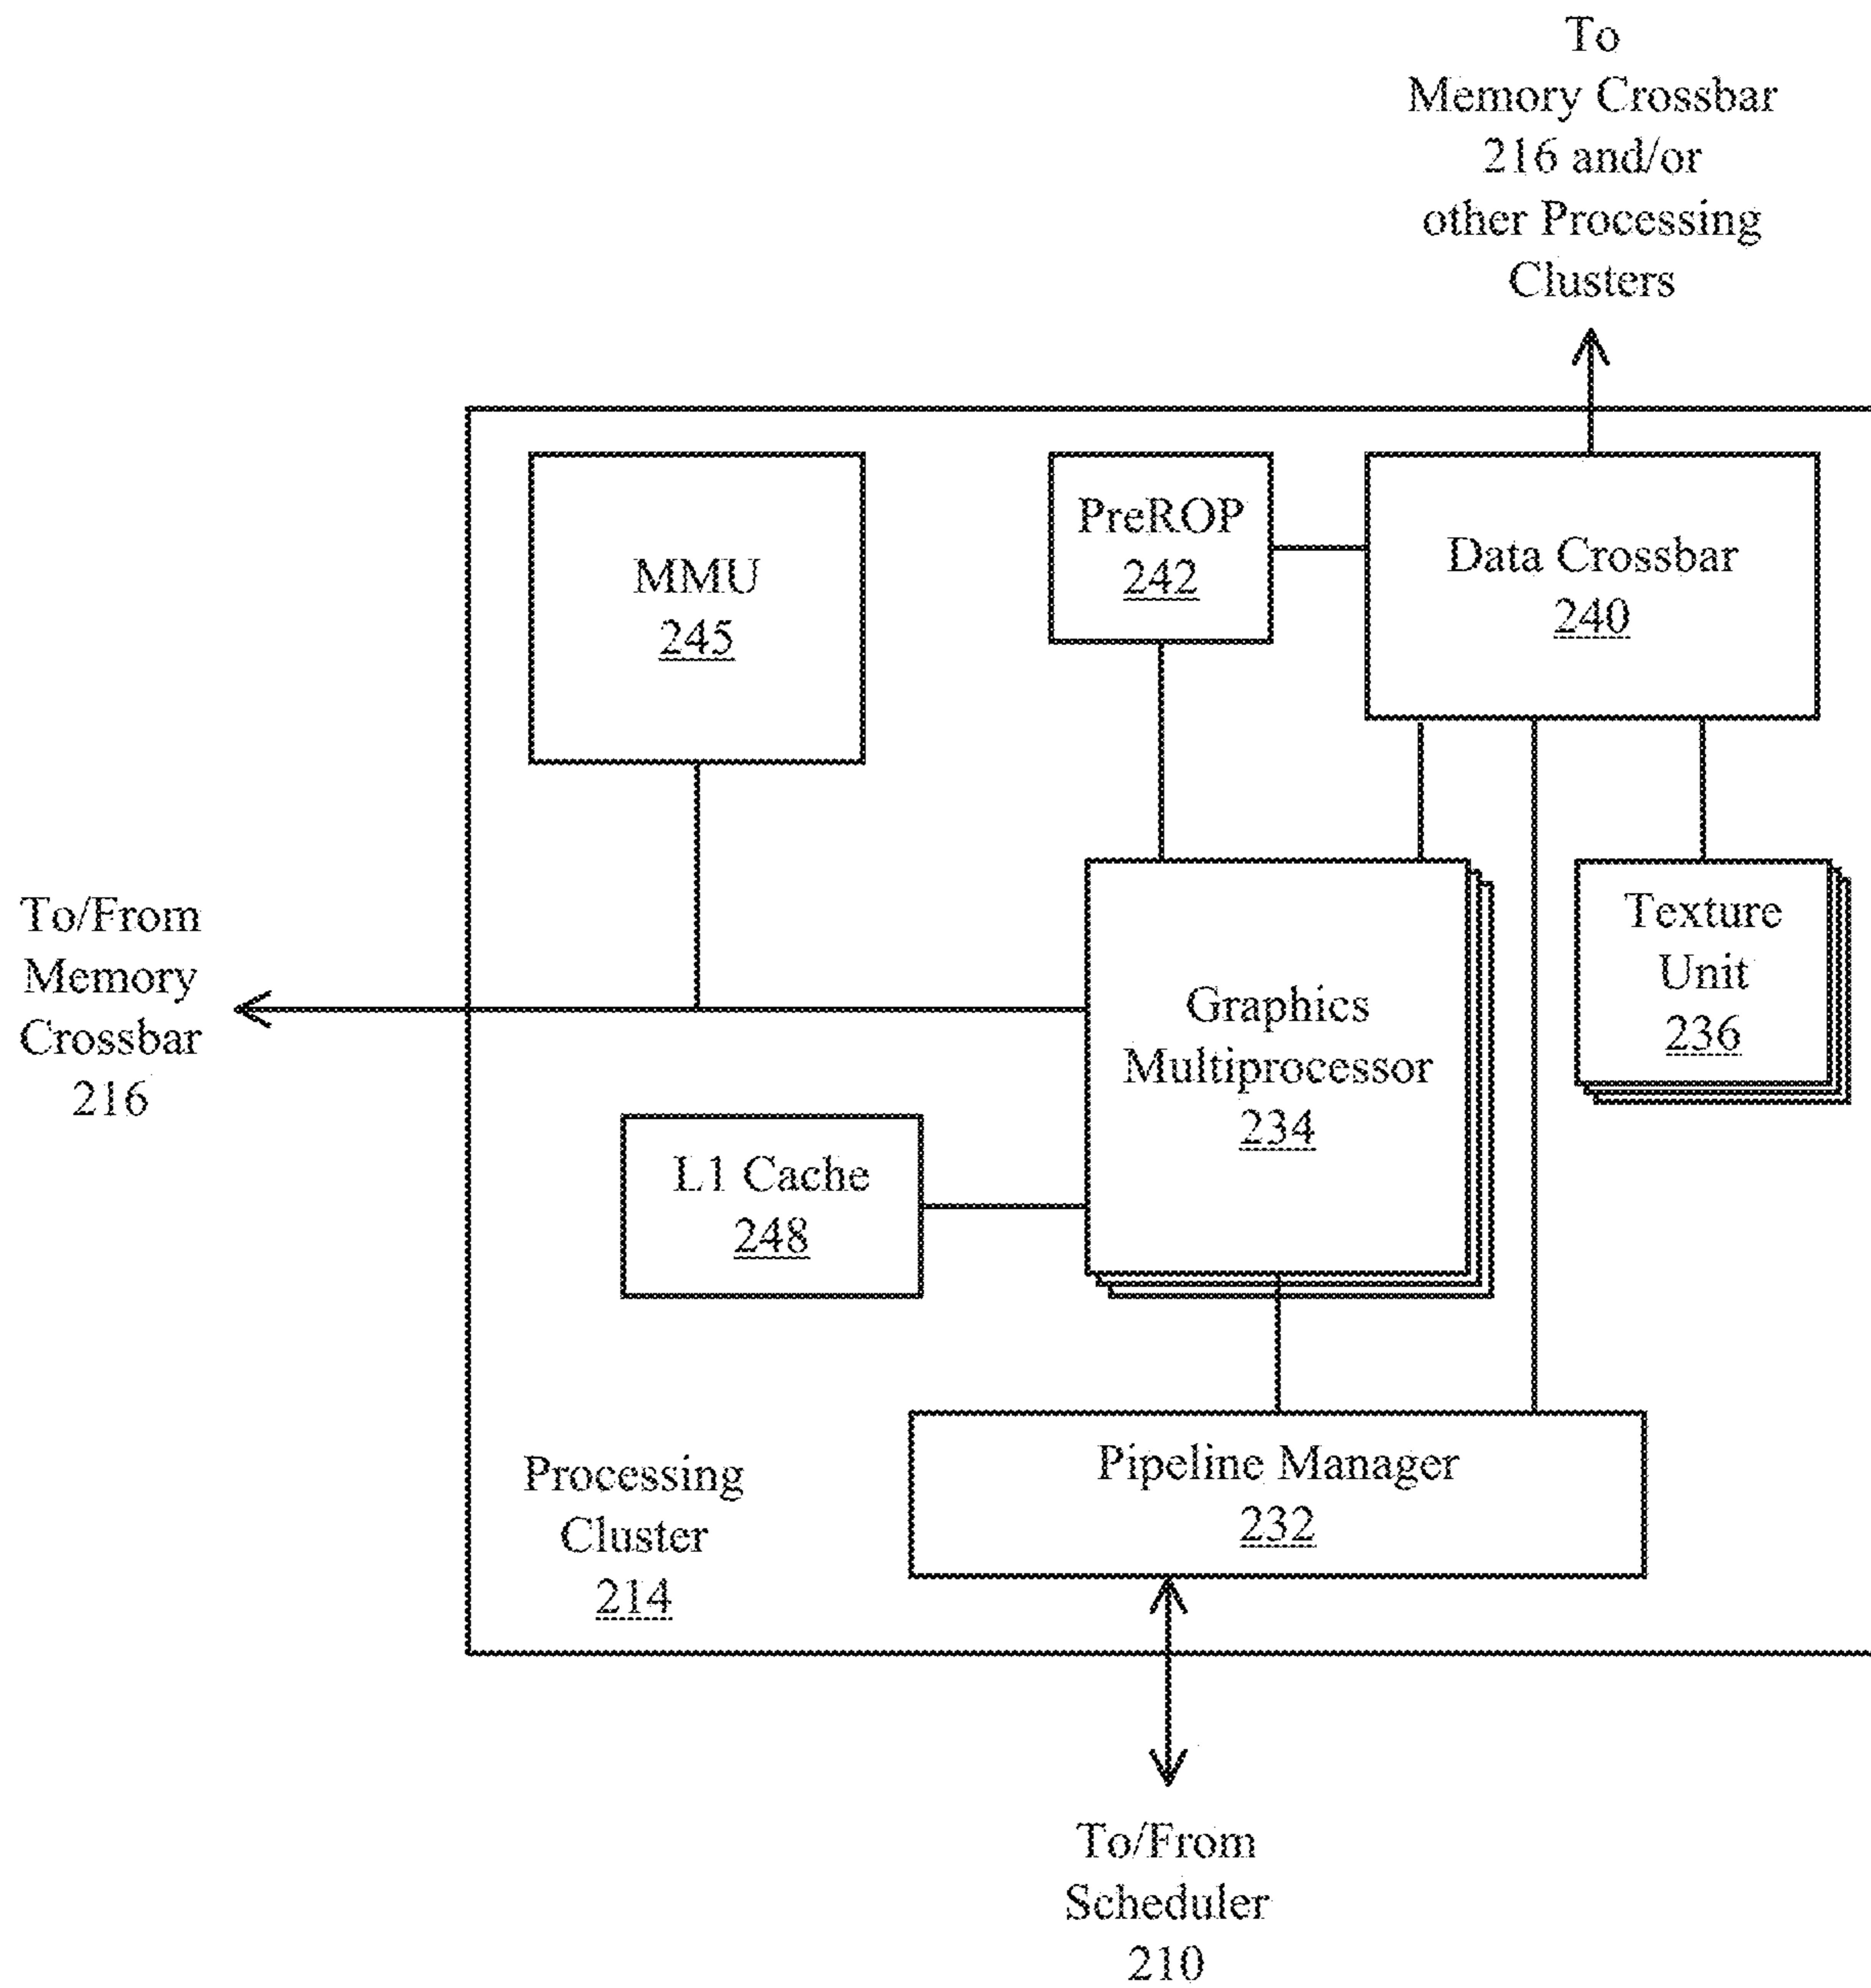 To
Memory Crossbar
216 and/or
other Processing
Clusters
MMU
245
PreROP
242
Data Crossbar
240
To/From
Memory
Crossbar
216
Graphics
Multiprocessor
234
Texture
Unit
236
L1 Cache
248
Processing
Cluster
214
Pipeline Manager
232
To/From
Scheduler
210